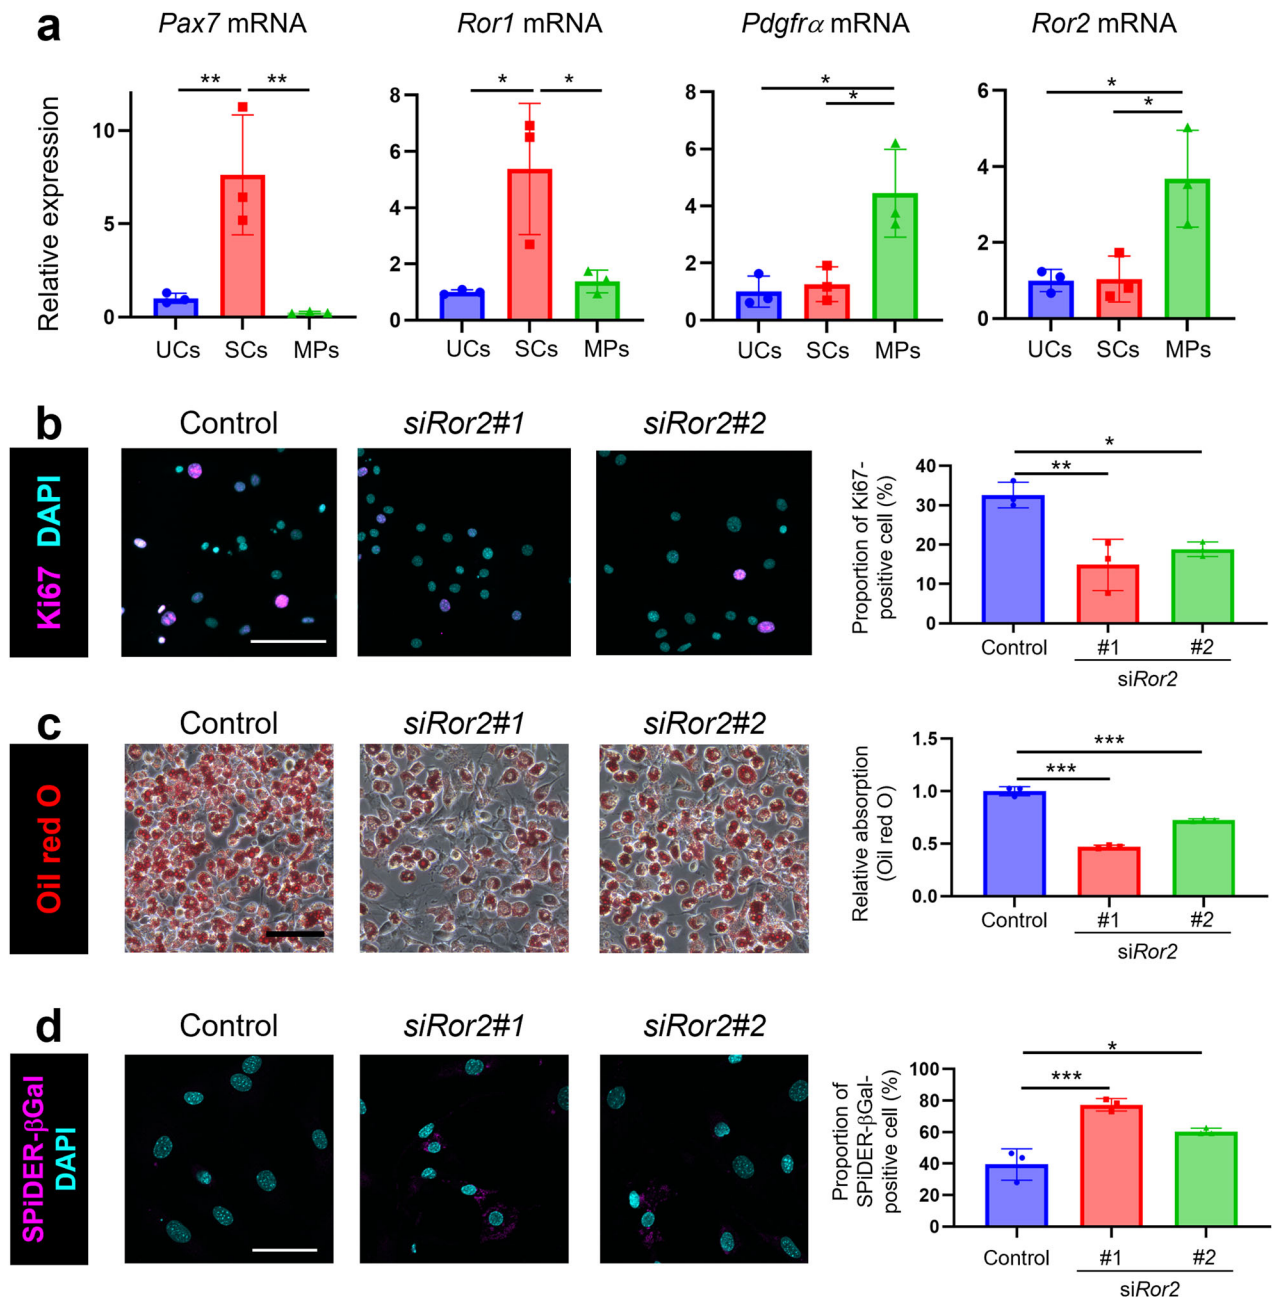 a
Pax7 mRNA
Ror1 mRNA
Pdgfrα mRNA
Ror2 mRNA
Relative expression
** **
* *
*
*
*
*
10
5
0
8
6
4
2
0
8
6
4
2
0
6
4
2
0
UCs SCs MPs
UCs SCs MPs
UCs SCs MPs
UCs SCs MPs
b
Ki67 DAPI
Control
siRor2#1
siRor2#2
Proportion of Ki67-
positive cell (%)
*
**
40
30
20
10
0
Control #1 #2
siRor2
c
Oil red O
Control
siRor2#1
siRor2#2
Relative absorption
(Oil red O)
***
***
1.5
1.0
0.5
0.0
Control #1 #2
siRor2
d
SPiDER-βGal
DAPI
Control
siRor2#1
siRor2#2
Proportion of
SPiDER-βGal-
positive cell (%)
*
***
100
80
60
40
20
0
Control #1 #2
siRor2